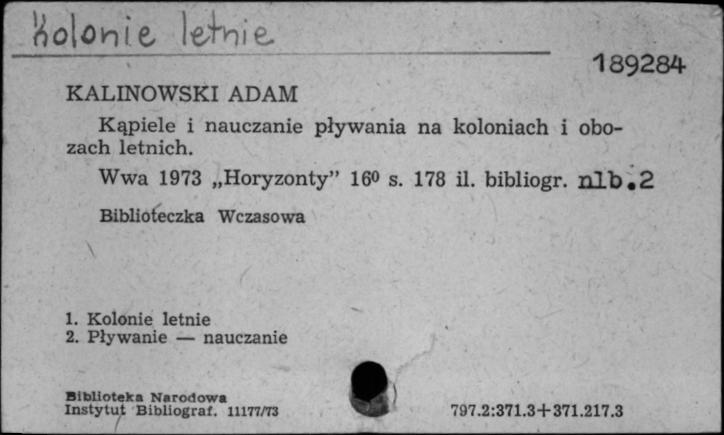 Kolonie letnie
189284
KALINOWSKI ADAM
Kąpiele i nauczanie pływania na koloniach i obo-
zach letnich.
Wwa 1973 „Horyzonty” 16º s. 178 il. bibliogr. nlb.2
Biblioteczka Wczasowa
1. Kolonie letnie
2. Pływanie — nauczanie
Biblioteka Narodowa
Instytut Bibliograf. 11177/73
797.2:371.3+371.217.3